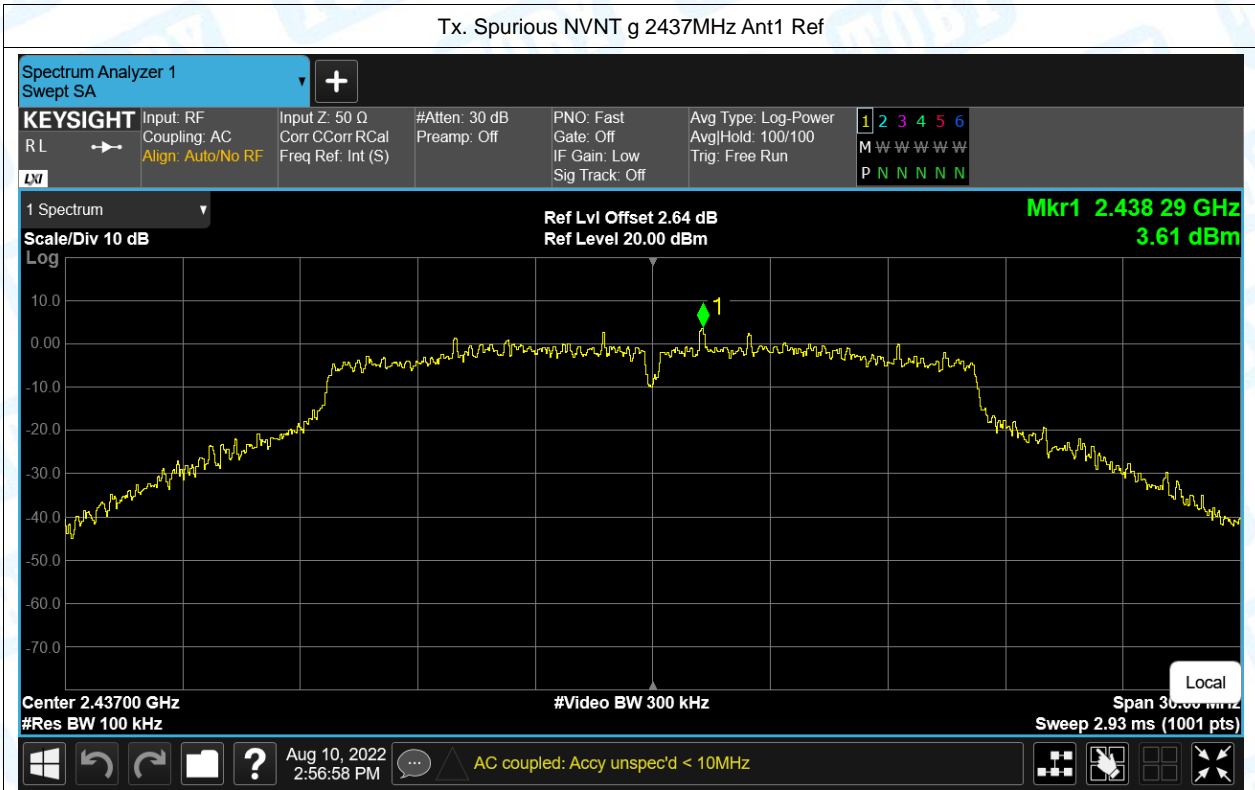 Tx. Spurious NVNT g 2437MHz Ant1 Ref
Spectrum Analyzer 1
Swept SA
KEYSIGHT
R L
LXI
Input: RF
Coupling: AC
Align: Auto/No RF
Input Z: 50 Ω
Corr CCorr RCal
Freq Ref: Int (S)
#Atten: 30 dB
Preamp: Off
PNO: Fast
Gate: Off
IF Gain: Low
Sig Track: Off
Avg Type: Log-Power
Avg|Hold: 100/100
Trig: Free Run
1 2 3 4 5 6
M W W W W W
P N N N N N
1 Spectrum
Scale/Div 10 dB
Log
Ref Lvl Offset 2.64 dB
Ref Level 20.00 dBm
Mkr1 2.438 29 GHz
3.61 dBm
10.0
0.00
-10.0
-20.0
-30.0
-40.0
-50.0
-60.0
-70.0
1
Center 2.43700 GHz
#Res BW 100 kHz
#Video BW 300 kHz
Local
Span 30.00 MHz
Sweep 2.93 ms (1001 pts)
?
Aug 10, 2022
2:56:58 PM
AC coupled: Accy unspec'd < 10MHz